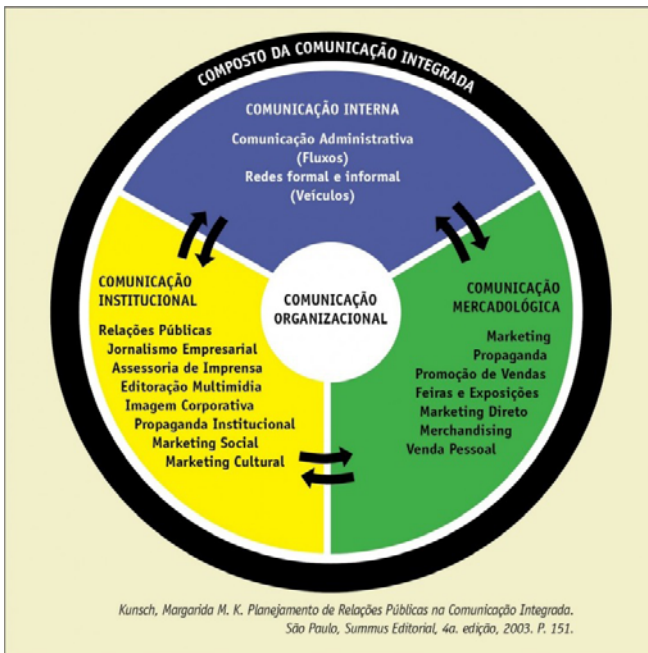 COMPOSTO DA COMUNICAÇÃO INTEGRADA
COMUNICAÇÃO INTERNA
Comunicação Administrativa
(Fluxos)
Redes formal e informal
(Veículos)
COMUNICAÇÃO
INSTITUCIONAL
Relações Públicas
Jornalismo Empresarial
Assessoria de Imprensa
Editoração Multimidia
Imagem Corporativa
Propaganda Institucional
Marketing Social
Marketing Cultural
COMUNICAÇÃO
ORGANIZACIONAL
COMUNICAÇÃO
MERCADOLÓGICA
Marketing
Propaganda
Promoção de Vendas
Feiras e Exposições
Marketing Direto
Merchandising
Venda Pessoal
Kunsch, Margarida M. K. Planejamento de Relações Públicas na Comunicação Integrada.
São Paulo, Summus Editorial, 4a. edição, 2003. P. 151.